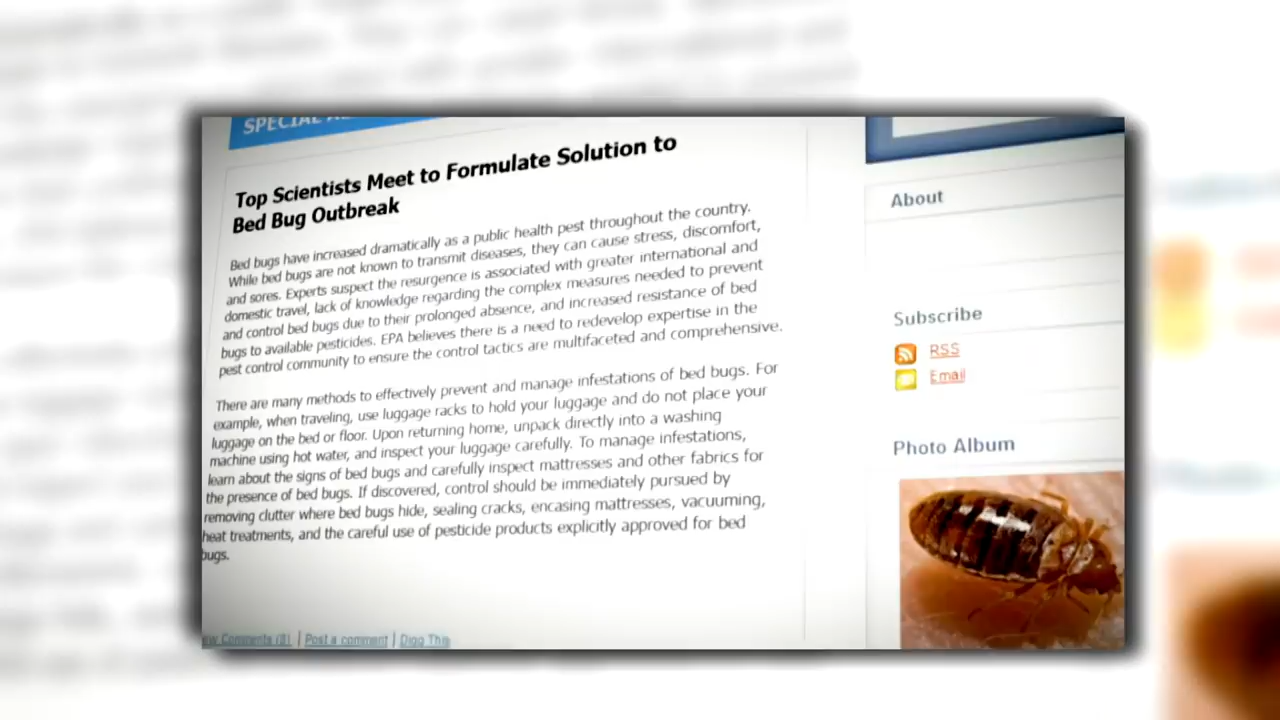 SPECIAL
Top Scientists Meet to Formulate Solution to
Bed Bug Outbreak
Bed bugs have increased dramatically as a public health pest throughout the country.
While bed bugs are not known to transmit diseases, they can cause stress, discomfort,
and sores. Experts suspect the resurgence is associated with greater international and
domestic travel, lack of knowledge regarding the complex measures needed to prevent
and control bed bugs due to their prolonged absence, and increased resistance of bed
bugs to available pesticides. EPA believes there is a need to redevelop expertise in the
pest control community to ensure the control tactics are multifaceted and comprehensive.
There are many methods to effectively prevent and manage infestations of bed bugs. For
example, when traveling, use luggage racks to hold your luggage and do not place your
luggage on the bed or floor. Upon returning home, unpack directly into a washing
machine using hot water, and inspect your luggage carefully. To manage infestations,
learn about the signs of bed bugs and carefully inspect mattresses and other fabrics for
the presence of bed bugs. If discovered, control should be immediately pursued by
removing clutter where bed bugs hide, sealing cracks, encasing mattresses, vacuuming,
heat treatments, and the careful use of pesticide products explicitly approved for bed
bugs.
Comments | Post a comment | Digg This
About
Subscribe
RSS
Email
Photo Album